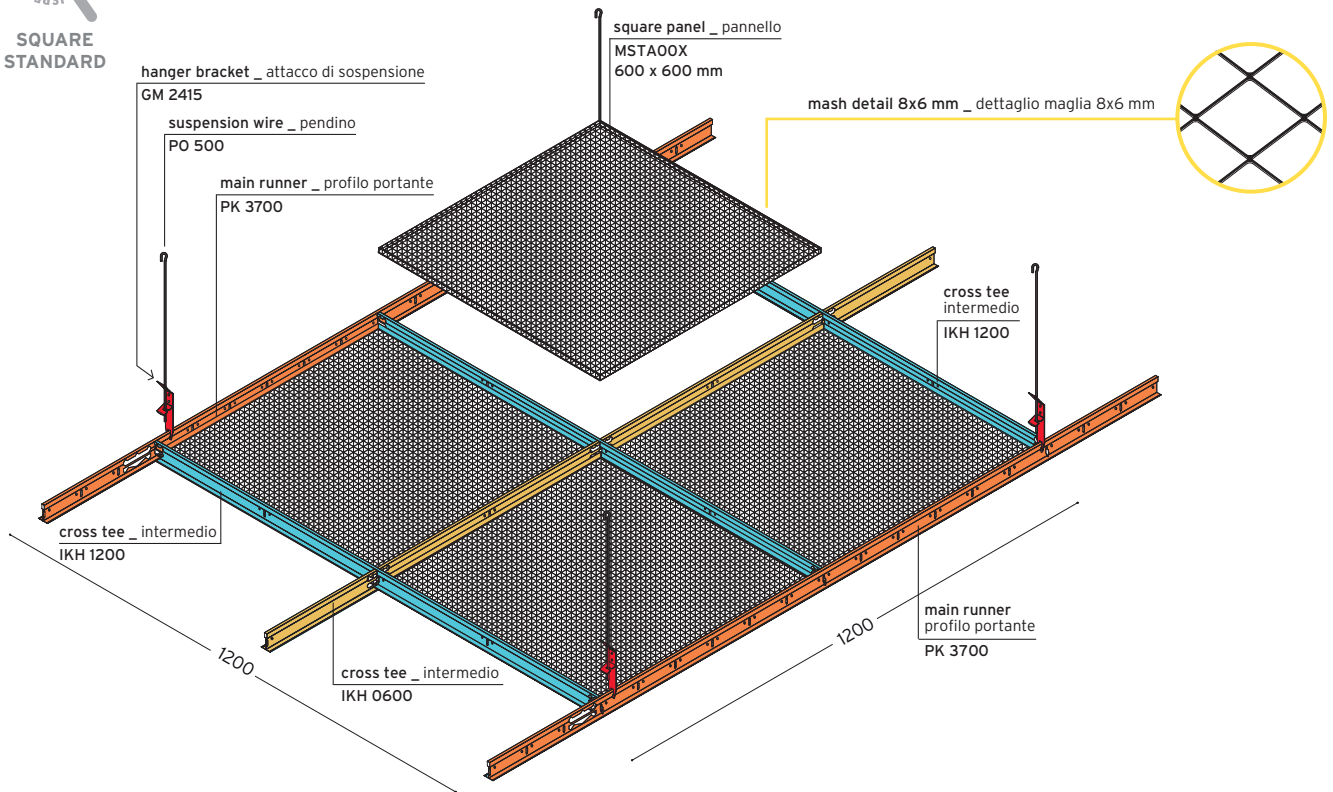 SQUARE
STANDARD
hanger bracket _ attacco di sospensione
GM 2415
suspension wire _ pendino
PO 500
main runner _ profilo portante
PK 3700
square panel _ pannello
MSTA00X
600 x 600 mm
mash detail 8x6 mm _ dettaglio maglia 8x6 mm
cross tee
intermedio
IKH 1200
cross tee _ intermedio
IKH 1200
cross tee _ intermedio
IKH 0600
main runner
profilo portante
PK 3700
1200
1200